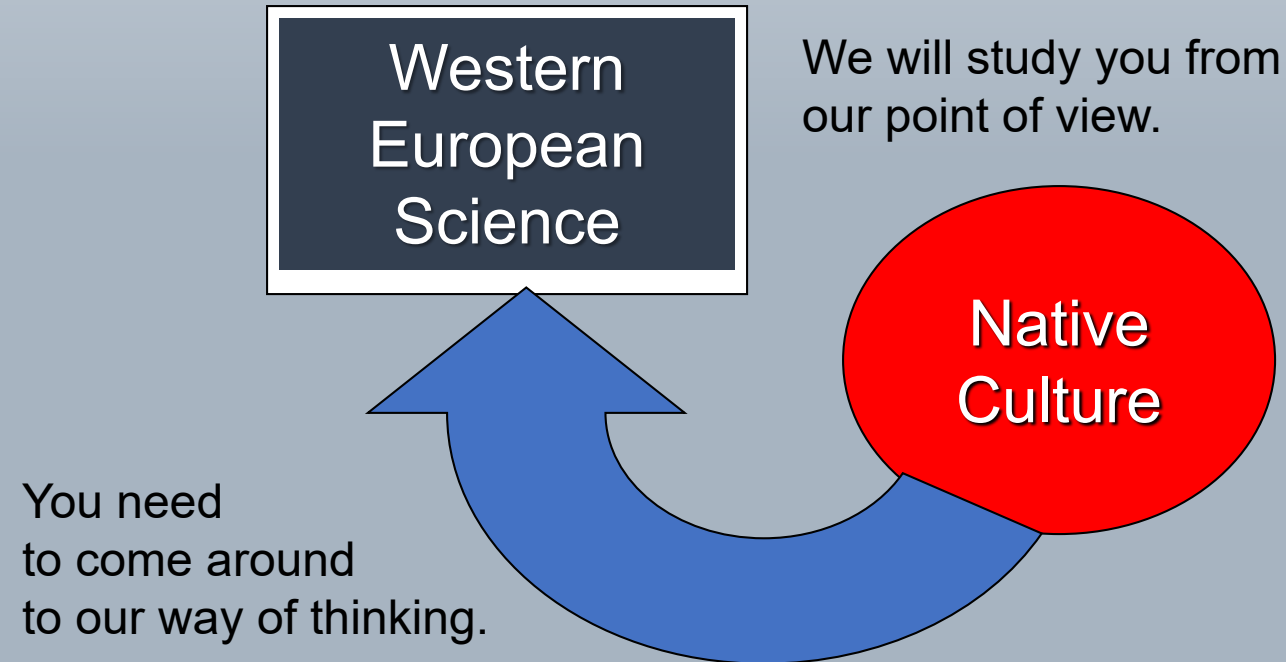 Western
European
Science
We will study you from
our point of view.
Native
Culture
You need
to come around
to our way of thinking.